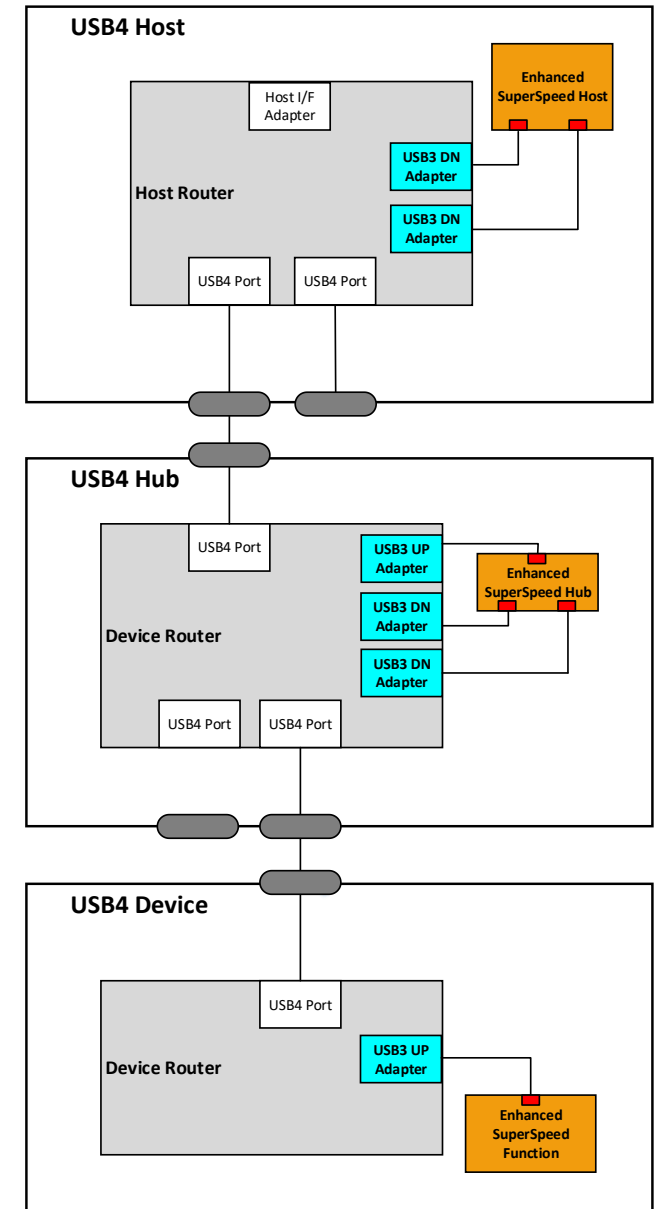 USB4 Host
Enhanced
SuperSpeed Host
Host I/F
Adapter
USB3 DN
Adapter
Host Router
USB3 DN
Adapter
USB4 Port
USB4 Port
USB4 Hub
USB4 Port
USB3 UP
Adapter
Enhanced
SuperSpeed Hub
USB3 DN
Adapter
Device Router
USB3 DN
Adapter
USB4 Port
USB4 Port
USB4 Device
USB4 Port
USB3 UP
Adapter
Device Router
Enhanced
SuperSpeed
Function